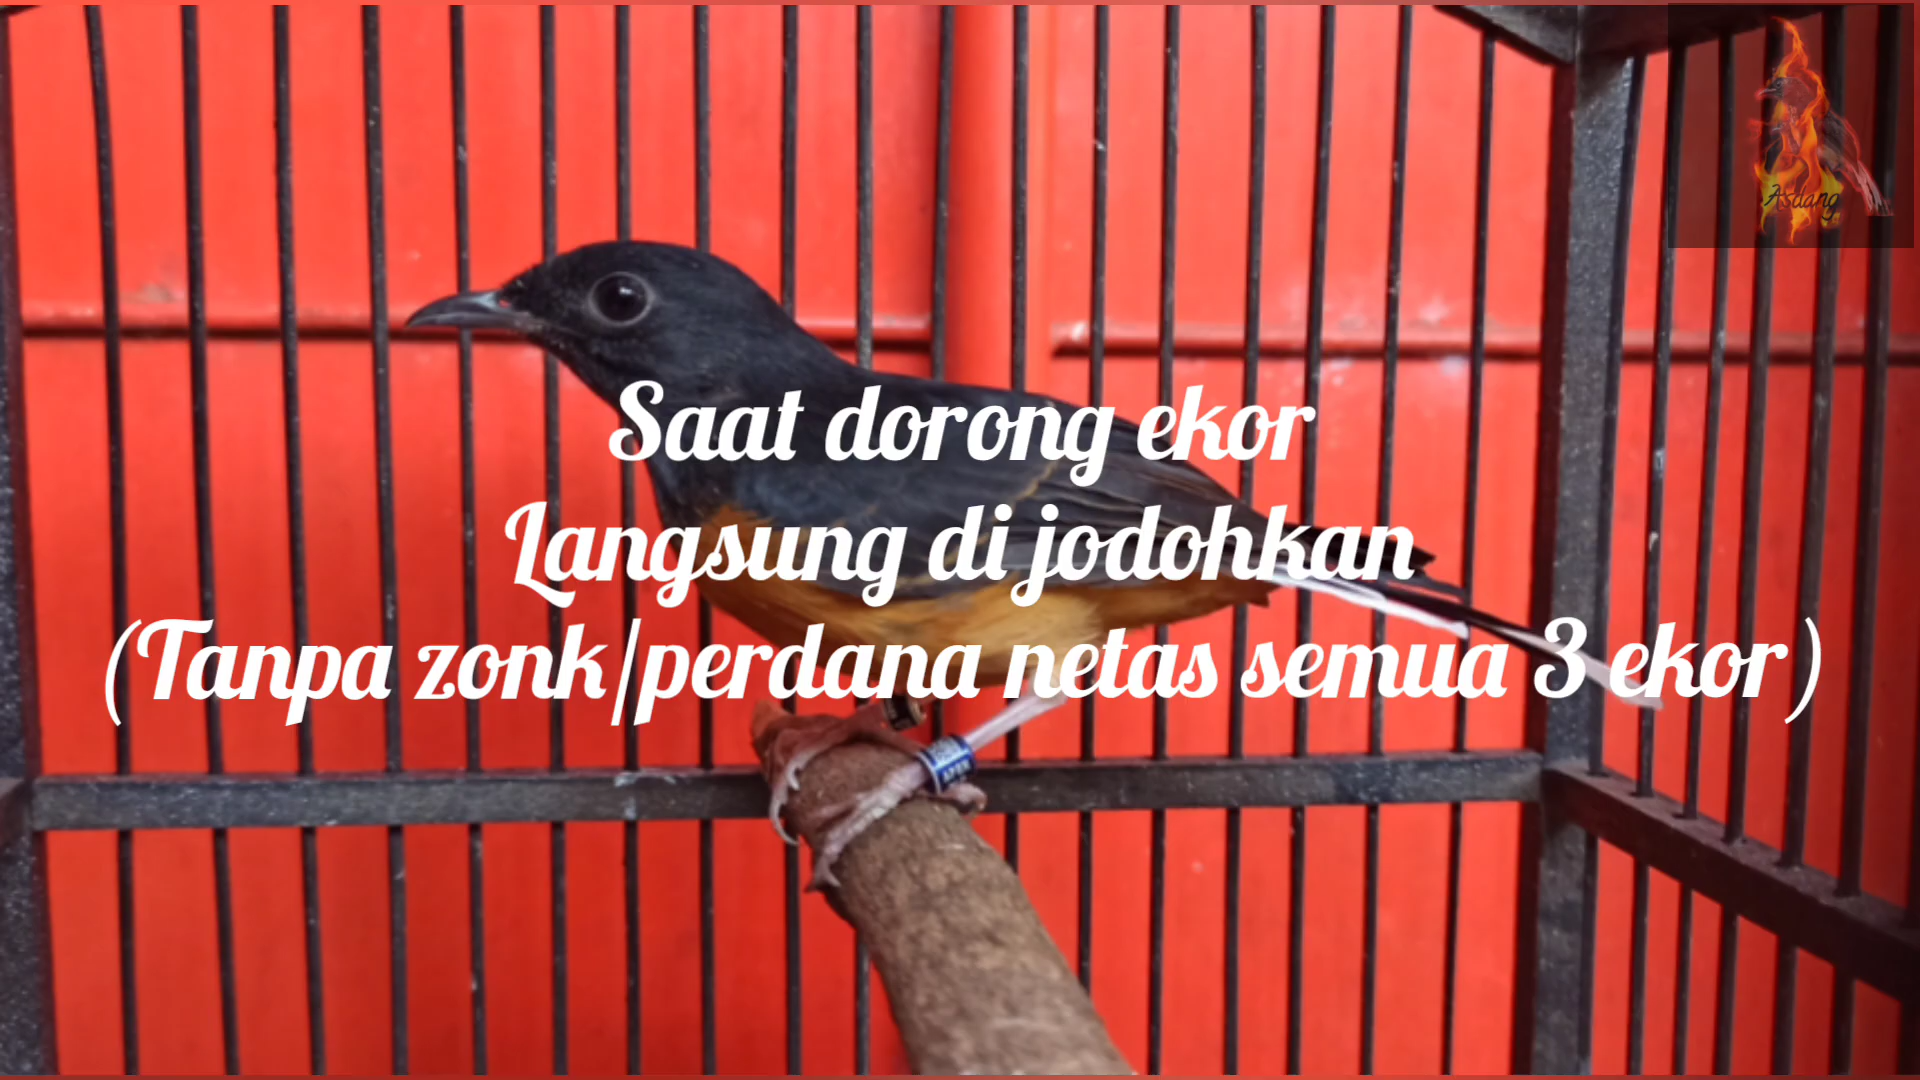 Asdang
Saat dorong ekor
Langsung di jodohkan
(Tanpa zonk/perdana netas semua 3 ekor)